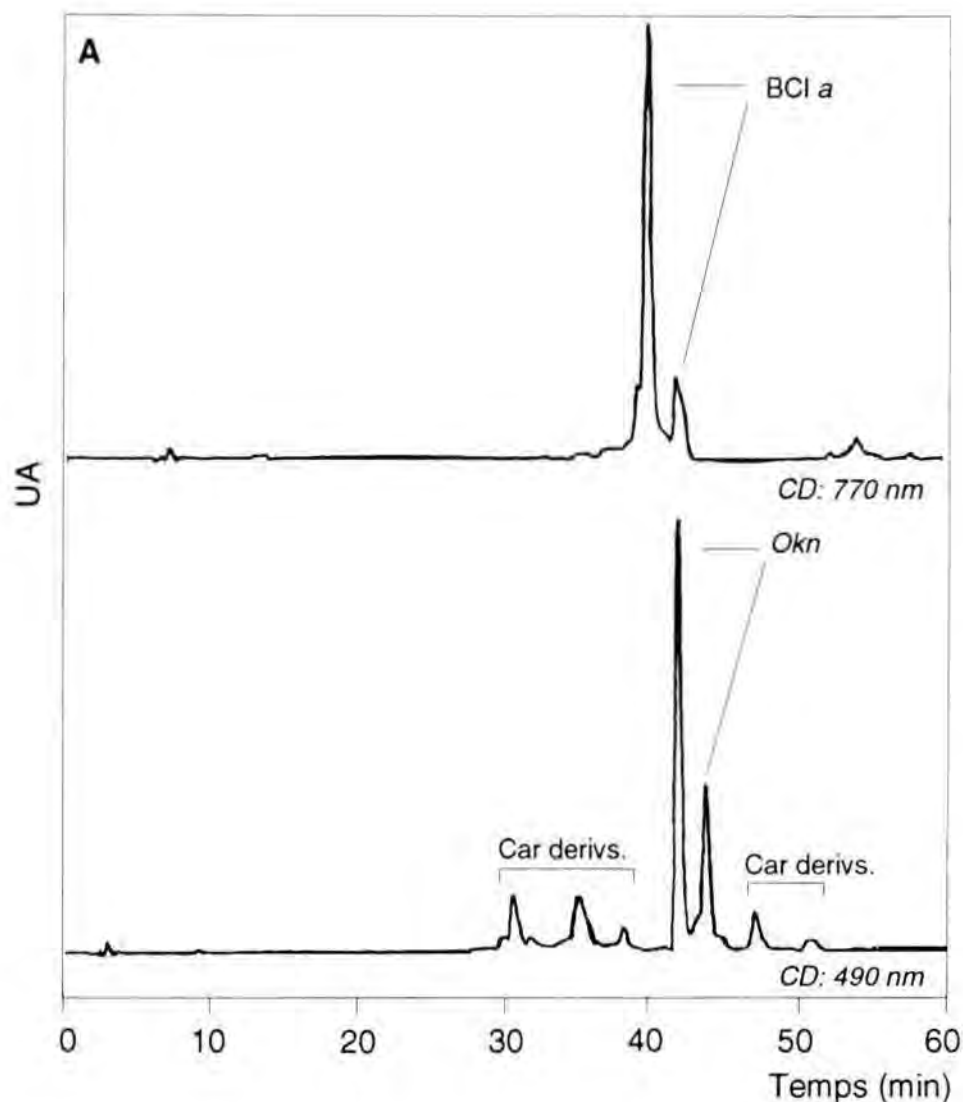 A
BCl a
UA
CD: 770 nm
Okn
Car derivs.
Car derivs.
CD: 490 nm
0 10 20 30 40 50 60
Temps (min)